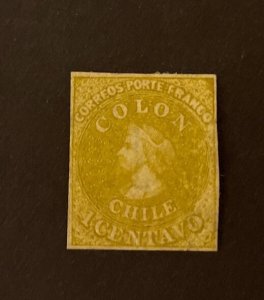 CORREOS PORTE FRANCO
COLON
CHILE
1 CENTAVO